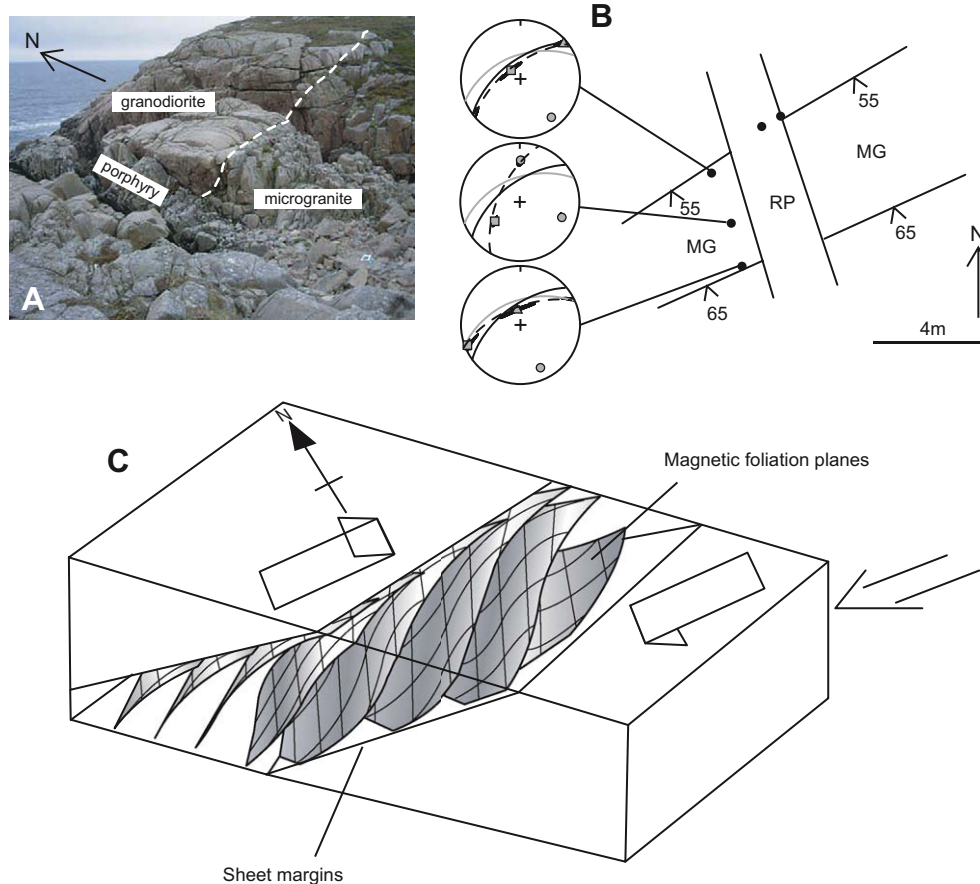 N
granodiorite
porphyry
microgranite
A
B
55
MG
RP
55
MG
65
65
N
4m
C
N
Magnetic foliation planes
Sheet margins